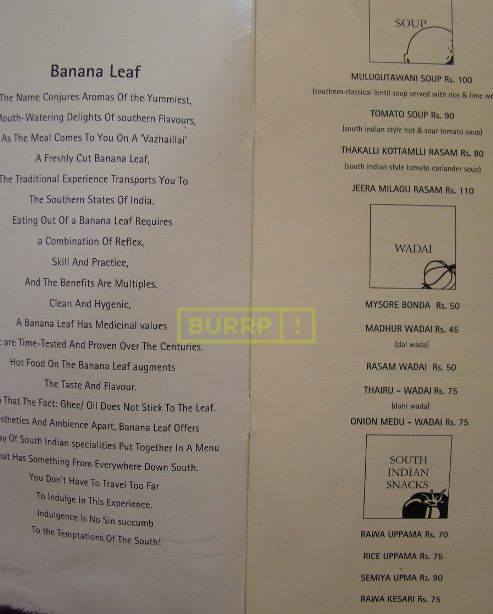 Banana Leaf
The Name Conjures Aromas Of the Yummiest,
outh-Watering Delights Of southern Flavours,
As The Meal Comes To You On A 'Vazhaillai'
A Freshly Cut Banana Leaf,
The Traditional Experience Transports You To
The Southern States Of India.
Eating Out Of a Banana Leaf Requires
a Combination Of Reflex,
Skill And Practice,
And The Benefits Are Multiples.
Clean And Hygenic,
A Banana Leaf Has Medicinal values
are Time-Tested And Proven Over The Centuries.
Hot Food On The Banana Leaf augments
The Taste And Flavour.
That The Fact: Ghee/ Oil Does Not Stick To The Leaf.
sthetics And Ambience Apart, Banana Leaf Offers
ay Of South Indian specialities Put Together In A Menu
hat Has Something From Everywhere Down South.
You Don't Have To Travel Too Far
To Indulge In This Experience.
Indulgence Is No Sin succumb
To the Temptations Of The South!
BURRP!
SOUP
MULUGUTAWANI SOUP Rs. 100
(southern classical lentil soup served with rice & lime we
TOMATO SOUP Rs. 90
(south indian style hot & sour tomato soup)
THAKALLI KOTTAMLLI RASAM Rs. 80
(south indian style tomato coriander soup)
JEERA MILAGU RASAM Rs. 110
WADAI
MYSORE BONDA Rs. 50
MADHUR WADAI Rs. 45
(dal wada)
RASAM WADAI Rs. 50
THAIRU - WADAI Rs. 75
(dahi wada)
ONION MEDU - WADAI Rs. 75
SOUTH
INDIAN
SNACKS
RAWA UPPAMA Rs. 70
RICE UPPAMA Rs. 75
SEMIYA UPMA Rs. 80
RAWA KESARI Rs. 75